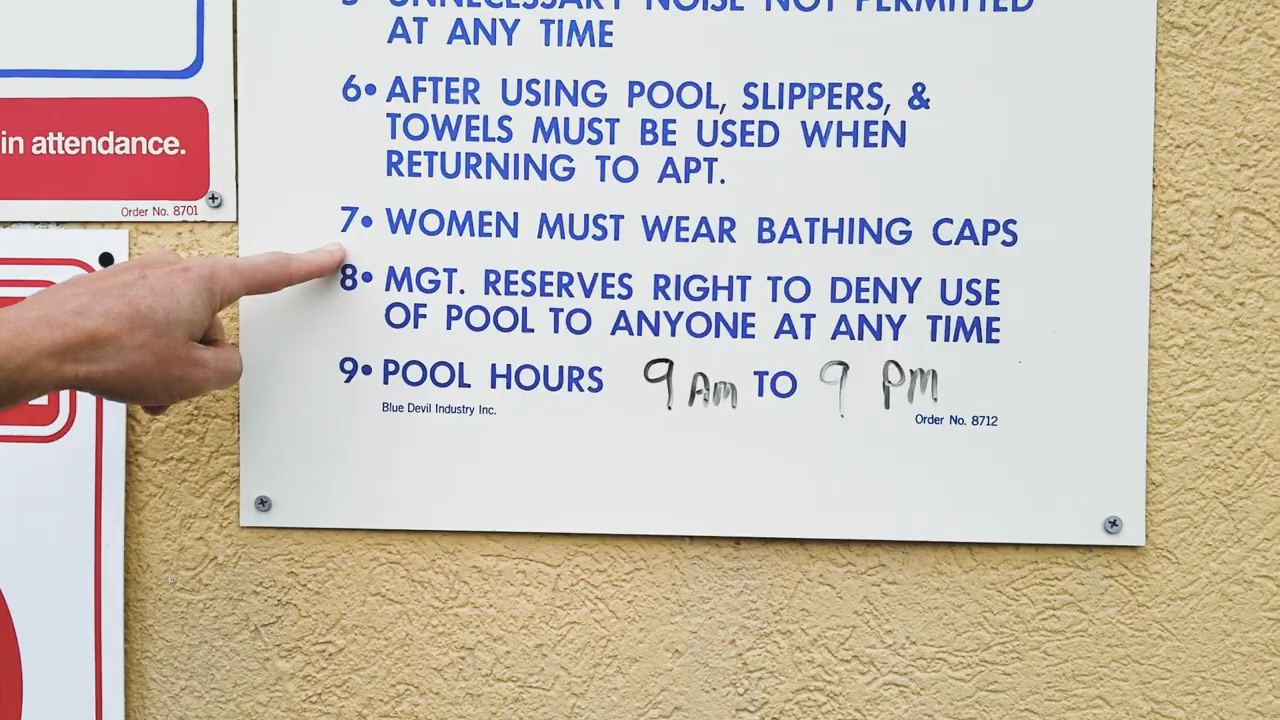 5• UNNECESSARY NOISE NOT PERMITTED
AT ANY TIME
6• AFTER USING POOL, SLIPPERS, &
TOWELS MUST BE USED WHEN
RETURNING TO APT.
7• WOMEN MUST WEAR BATHING CAPS
8• MGT. RESERVES RIGHT TO DENY USE
OF POOL TO ANYONE AT ANY TIME
9• POOL HOURS 9 Am TO 9 PM
Blue Devil Industry Inc.
Order No. 8712
in attendance.
Order No. 8701